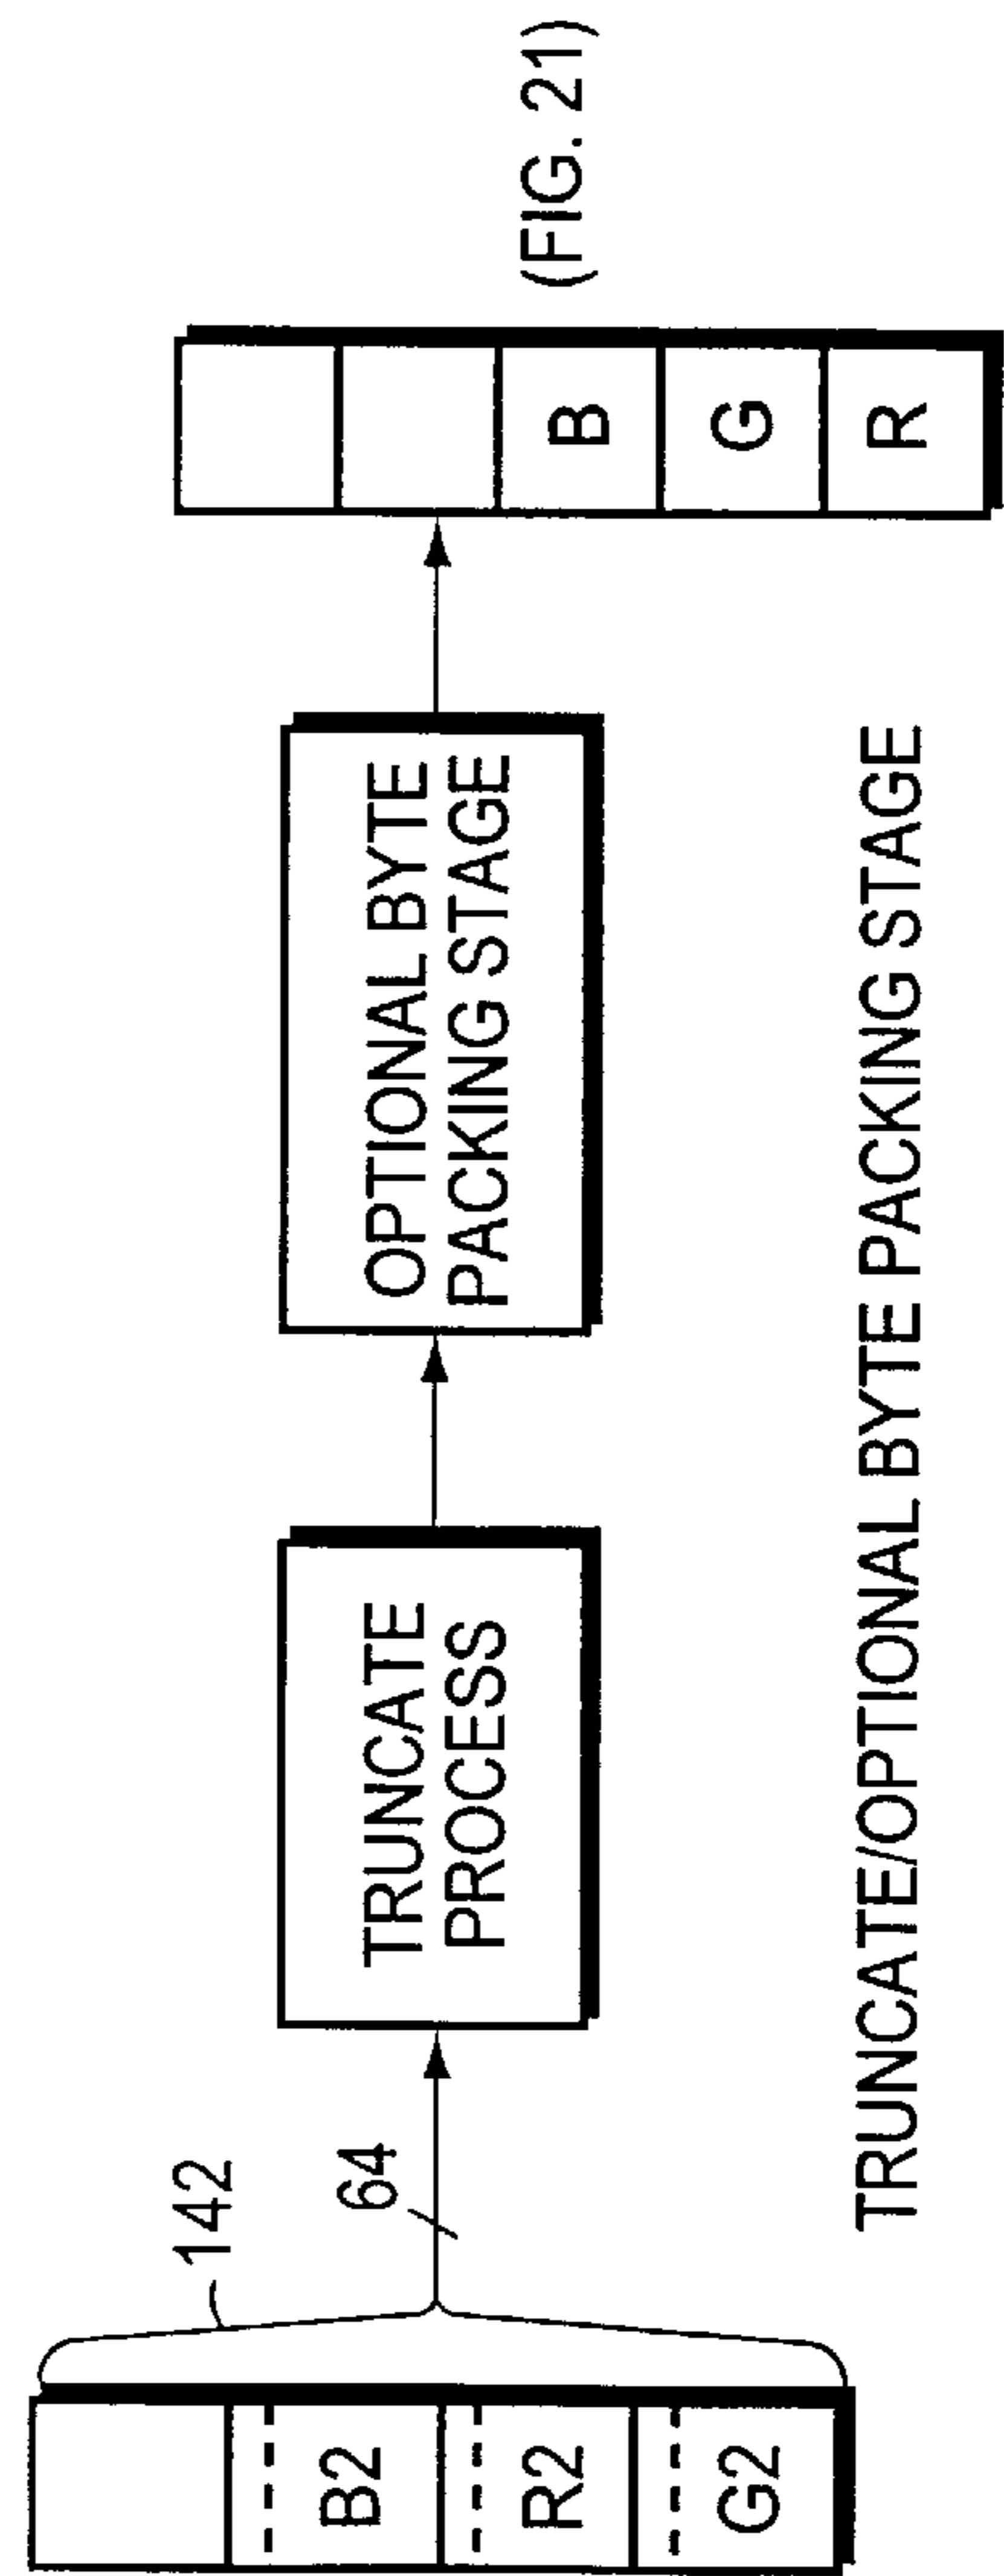 142
64
B2
R2
G2
TRUNCATE
PROCESS
OPTIONAL BYTE
PACKING STAGE
B
G
R
(FIG. 21)
TRUNCATE/OPTIONAL BYTE PACKING STAGE